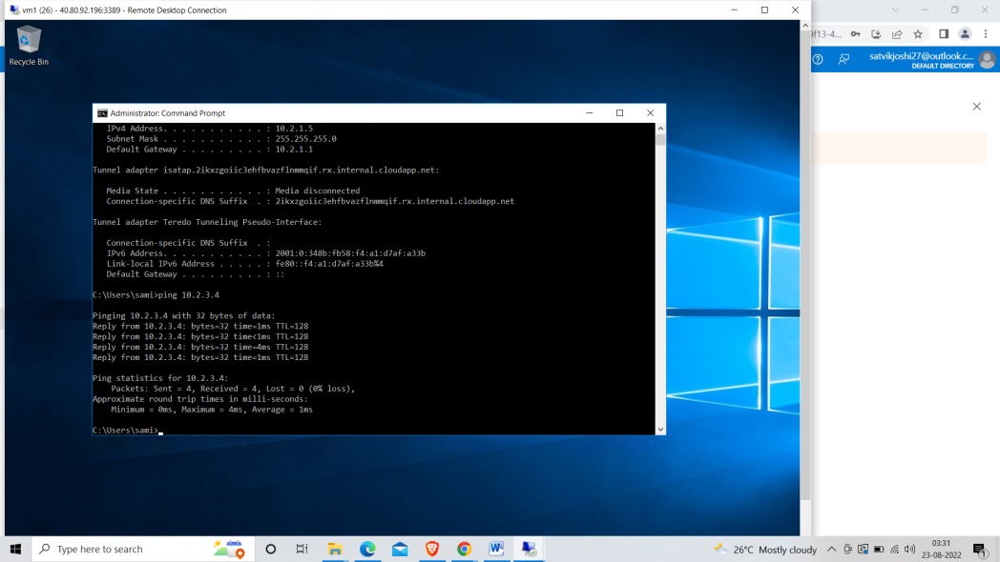 vm1 (26) - 40.80.92.196:3389 - Remote Desktop Connection
9f13-4...
satvikjoshi27@outlook.c...
DEFAULT DIRECTORY
Recycle Bin
Administrator: Command Prompt
IPv4 Address. . . . . . . . . . . : 10.2.1.5
Subnet Mask . . . . . . . . . . . : 255.255.255.0
Default Gateway . . . . . . . . . : 10.2.1.1
Tunnel adapter isatap.2ikxzgoiic3ehfbvazflnmmqif.rx.internal.cloudapp.net:
Media State . . . . . . . . . . . : Media disconnected
Connection-specific DNS Suffix  . : 2ikxzgoiic3ehfbvazflnmmqif.rx.internal.cloudapp.net
Tunnel adapter Teredo Tunneling Pseudo-Interface:
Connection-specific DNS Suffix  . :
IPv6 Address. . . . . . . . . . . : 2001:0:348b:fb58:f4:a1:d7af:a33b
Link-local IPv6 Address . . . . . : fe80::f4:a1:d7af:a33b%4
Default Gateway . . . . . . . . . : ::
C:\Users\sami>ping 10.2.3.4
Pinging 10.2.3.4 with 32 bytes of data:
Reply from 10.2.3.4: bytes=32 time=1ms TTL=128
Reply from 10.2.3.4: bytes=32 time<1ms TTL=128
Reply from 10.2.3.4: bytes=32 time=4ms TTL=128
Reply from 10.2.3.4: bytes=32 time=1ms TTL=128
Ping statistics for 10.2.3.4:
Packets: Sent = 4, Received = 4, Lost = 0 (0% loss),
Approximate round trip times in milli-seconds:
Minimum = 0ms, Maximum = 4ms, Average = 1ms
C:\Users\sami>
Type here to search
26°C Mostly cloudy
03:31
23-08-2022
1